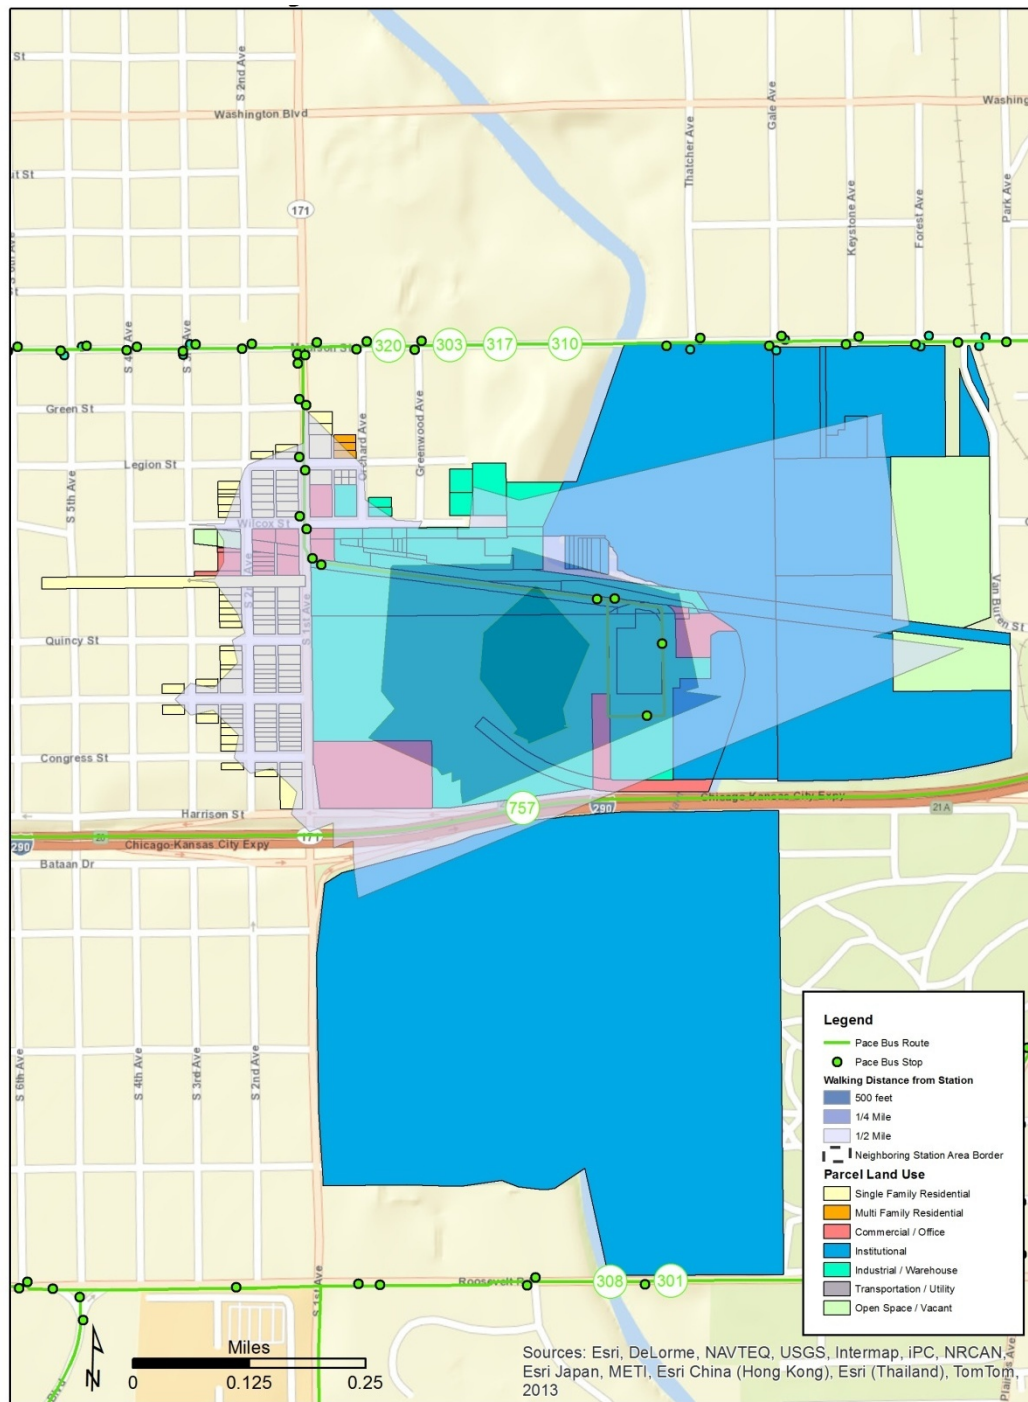 St
S 2nd Ave
Washington Blvd
Washing
Thatcher Ave
Gale Ave
Keystone Ave
Forest Ave
Park Ave
ut St
171
S 4th Ave
320
303
317
310
Green St
Legion St
Orchard Ave
Greenwood Ave
S 5th Ave
Wilcox St
S 2nd Ave
S 1st Ave
Van Buren St
Quincy St
Congress St
Harrison St
757
290
Chicago-Kansas City Expy
21 A
290
20
171
Chicago-Kansas City Expy
Bataan Dr
S 6th Ave
S 4th Ave
S 3rd Ave
S 2nd Ave
S 1st Ave
Roosevelt R
308
301
Blvd
N
Miles
0
0.125
0.25
Legend
Pace Bus Route
Pace Bus Stop
Walking Distance from Station
500 feet
1/4 Mile
1/2 Mile
Neighboring Station Area Border
Parcel Land Use
Single Family Residential
Multi Family Residential
Commercial / Office
Institutional
Industrial / Warehouse
Transportation / Utility
Open Space / Vacant
Sources: Esri, DeLorme, NAVTEQ, USGS, Intermap, iPC, NRCAN,
Esri Japan, METI, Esri China (Hong Kong), Esri (Thailand), TomTom,
2013